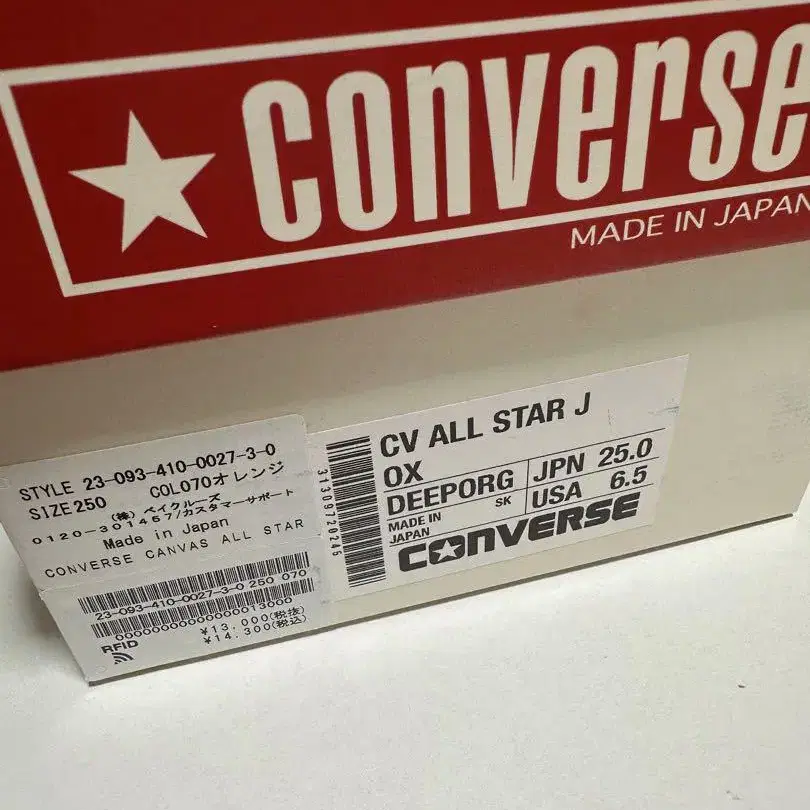 CONVERSE
MADE IN JAPAN
STYLE 23-093-410-0027-3-0
SIZE 250 COL070オレンジ
(株) ベイクルーズ
0120-301457/カスタマーサポート
Made in Japan
CONVERSE CANVAS ALL STAR
23-093-410-0027-3-0 250 070
0000000000000000013000
RFID
¥13,000(税抜)
¥14,300(税込)
31309720246
CV ALL STAR J
OX
DEEPORG
JPN 25.0
MADE IN JAPAN
SK
USA 6.5
CONVERSE